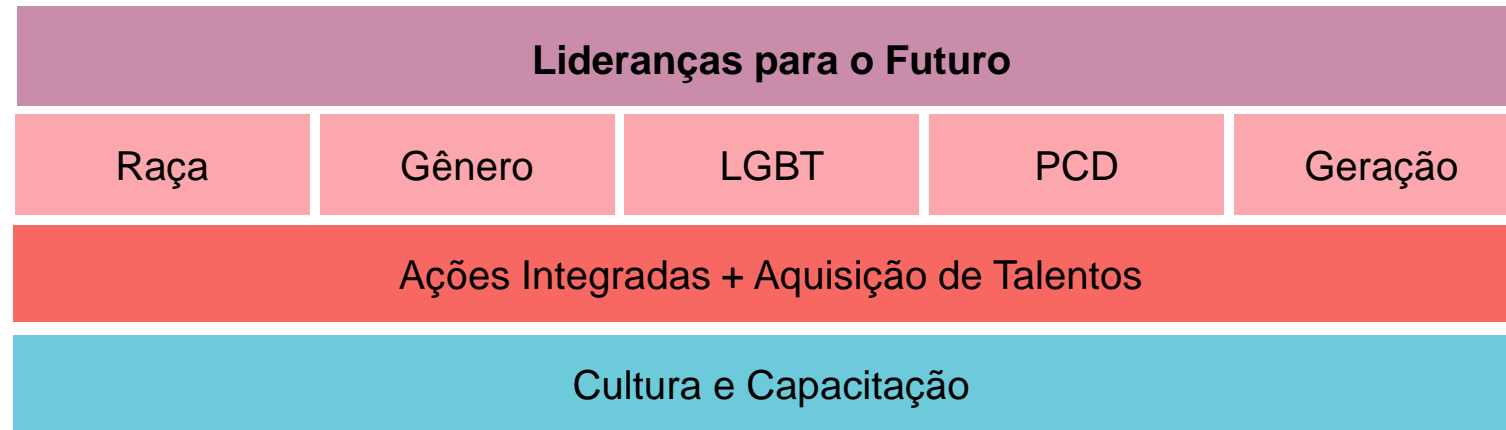 Lideranças para o Futuro
Raça
Gênero
LGBT
PCD
Geração
Ações Integradas + Aquisição de Talentos
Cultura e Capacitação